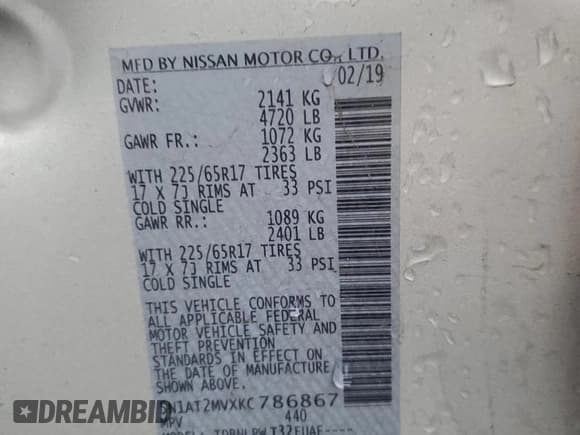 MFD BY NISSAN MOTOR CO., LTD.
DATE: 02/19
GVWR: 2141 KG
4720 LB
GAWR FR.: 1072 KG
2363 LB
WITH 225/65R17 TIRES
17 X 7J RIMS AT 33 PSI
COLD SINGLE
GAWR RR.: 1089 KG
2401 LB
WITH 225/65R17 TIRES
17 X 7J RIMS AT 33 PSI
COLD SINGLE
THIS VEHICLE CONFORMS TO
ALL APPLICABLE FEDERAL
MOTOR VEHICLE SAFETY AND
THEFT PREVENTION
STANDARDS IN EFFECT ON
THE DATE OF MANUFACTURE
SHOWN ABOVE.
N1AT2MVXKC786867
MPV 440
DREAMBID
DREAMBID